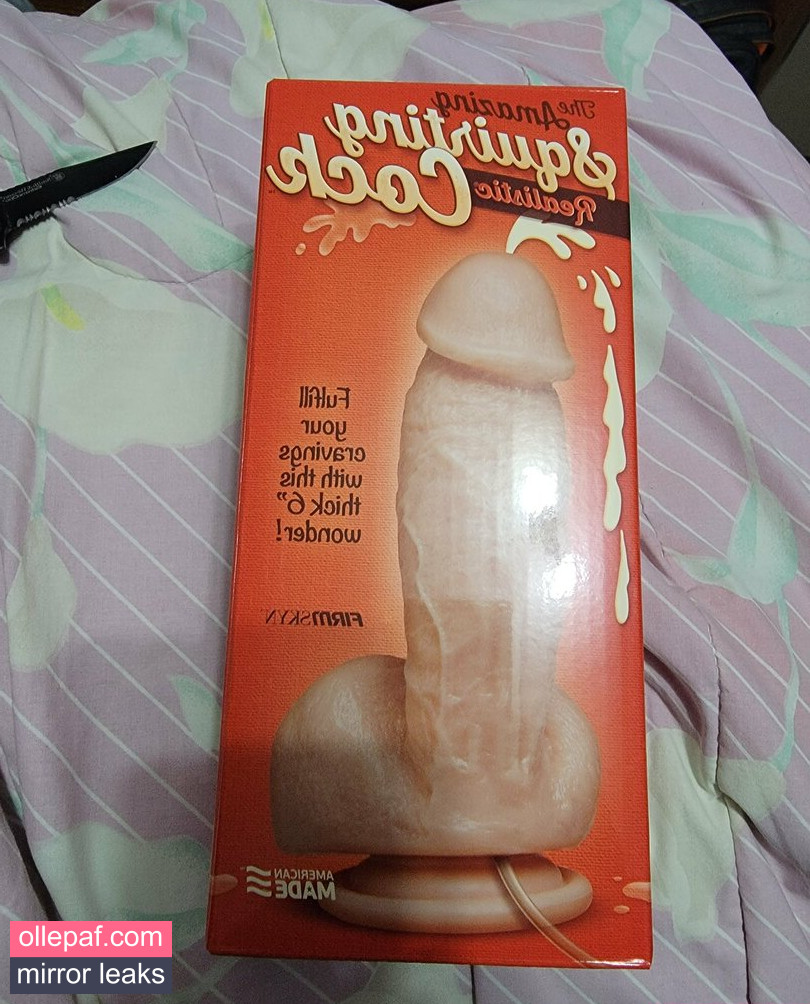 The Amazing
Squirting
Realistic
Cock
Fulfill
your
cravings
with this
thick 6"
wonder!
FIRMSKYN
AMERICAN
MADE
ollepaf.com
mirror leaks